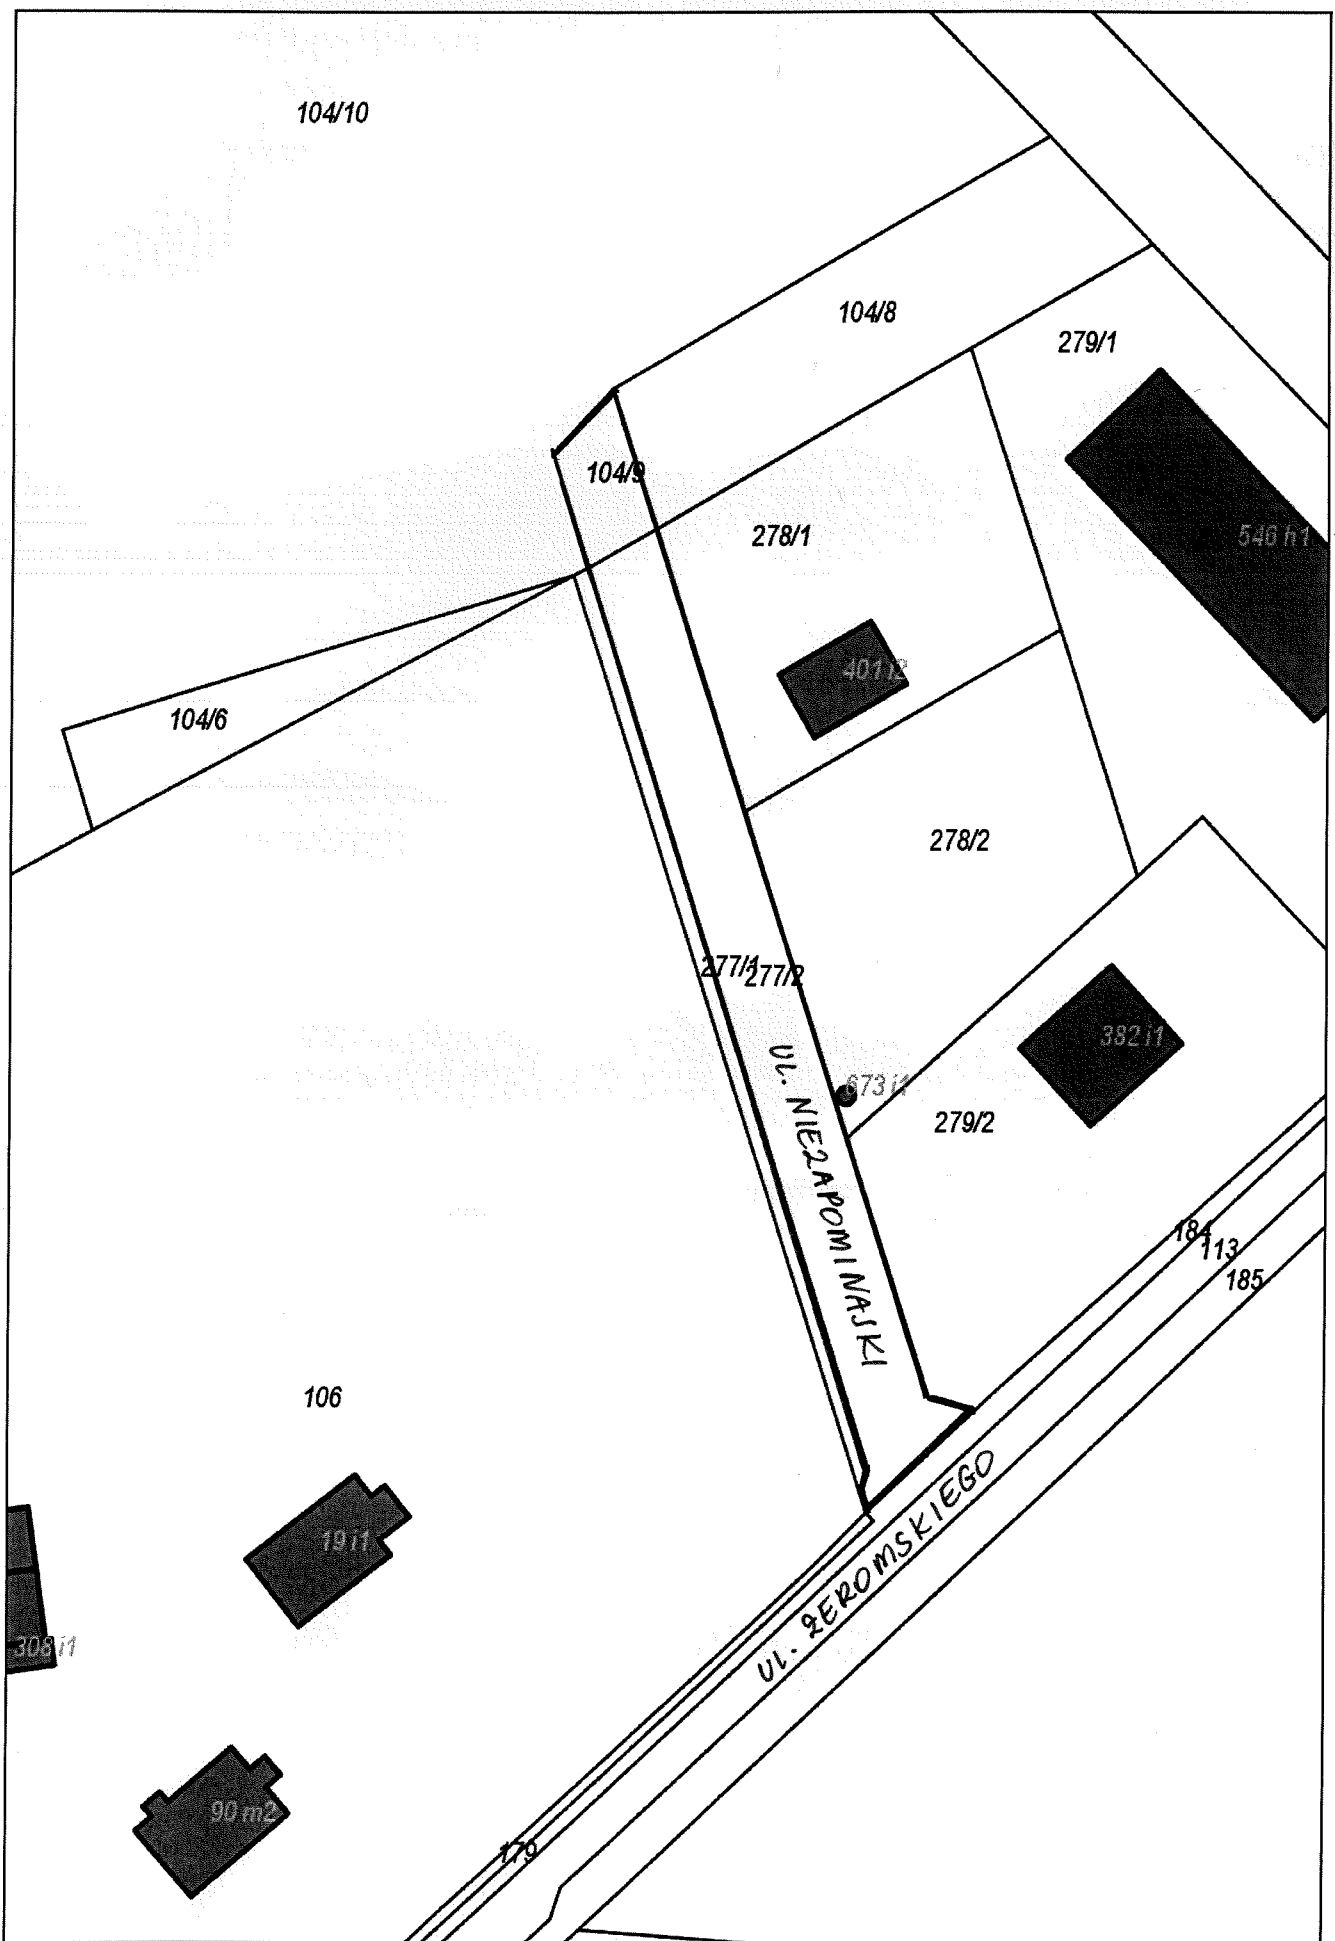 104/10
104/8
279/1
104/9
278/1
546 h1
401 i2
104/6
278/2
277/1
277/2
382 i1
673 i1
279/2
UL. NIEZAPOMINAJKI
184
113
185
106
UL. ŻEROMSKIEGO
19 i1
308 i1
90 m2
179